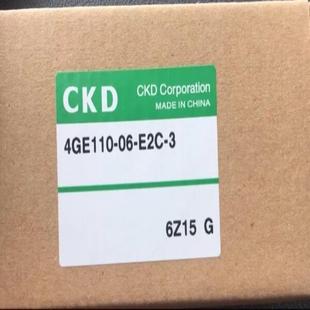 CKD
CKD Corporation
MADE IN CHINA
4GE110-06-E2C-3
6Z15 G